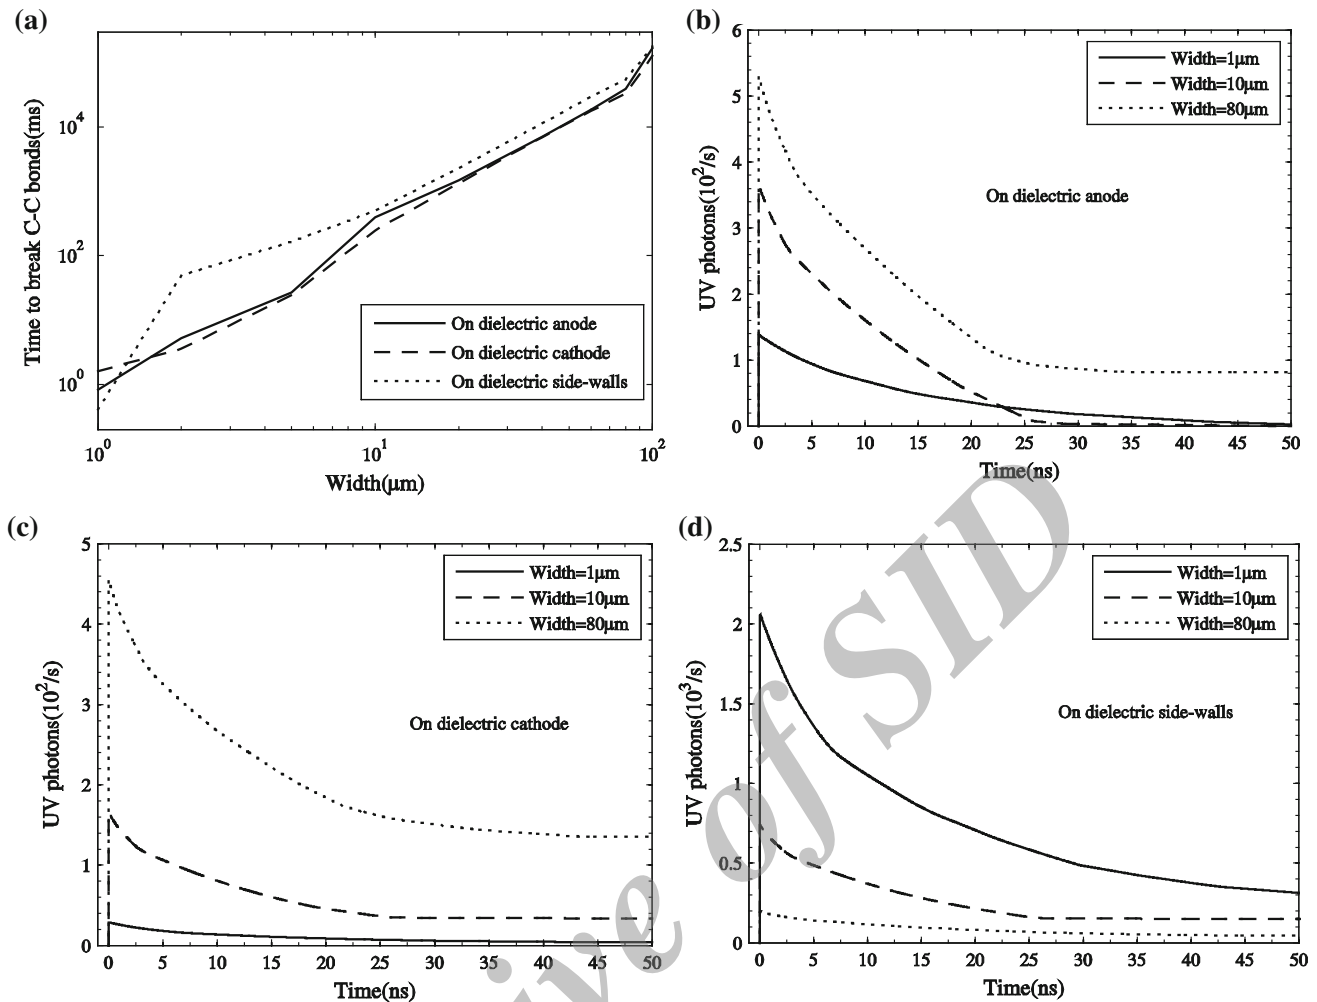 (a)
Time to break C-C bonds(ms)
10^4
10^2
10^0
On dielectric anode
On dielectric cathode
On dielectric side-walls
10^0
10^1
10^2
Width(μm)
(b)
UV photons(10^2/s)
6
5
4
3
2
1
0
Width=1μm
Width=10μm
Width=80μm
On dielectric anode
0 5 10 15 20 25 30 35 40 45 50
Time(ns)
(c)
UV photons(10^2/s)
5
4
3
2
1
0
Width=1μm
Width=10μm
Width=80μm
On dielectric cathode
0 5 10 15 20 25 30 35 40 45 50
Time(ns)
(d)
UV photons(10^3/s)
2.5
2
1.5
1
0.5
0
Width=1μm
Width=10μm
Width=80μm
On dielectric side-walls
0 5 10 15 20 25 30 35 40 45 50
Time(ns)
ive of SID